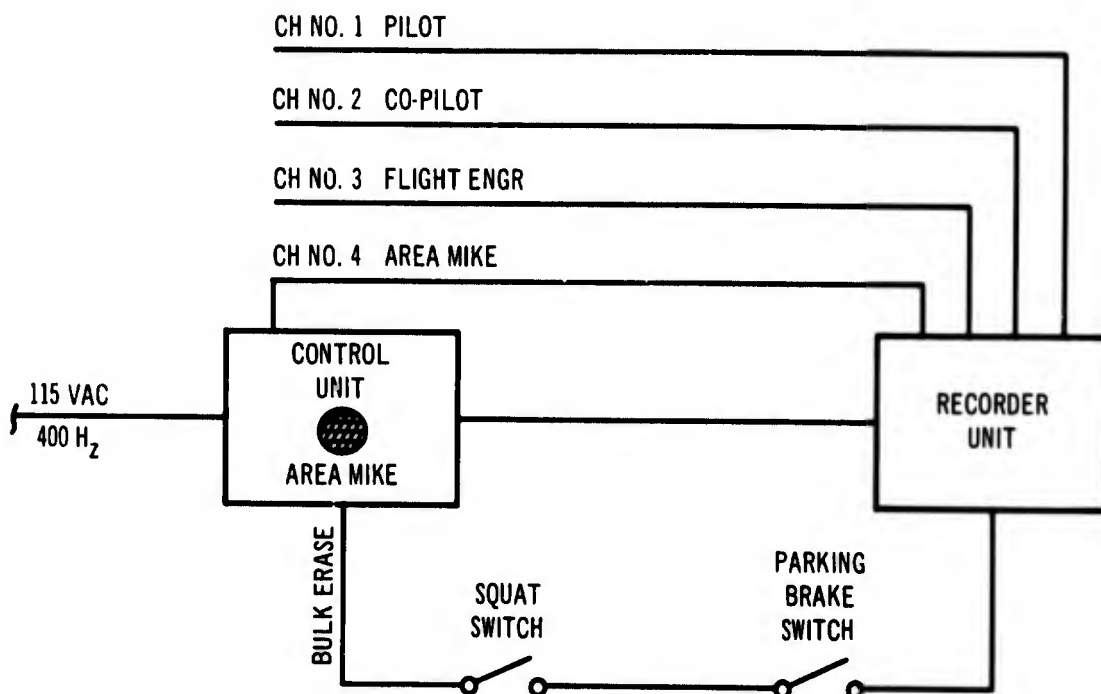 CH NO. 1 PILOT
CH NO. 2 CO-PILOT
CH NO. 3 FLIGHT ENGR
CH NO. 4 AREA MIKE
CONTROL
UNIT
AREA MIKE
115 VAC
400 Hz
RECORDER
UNIT
BULK ERASE
SQUAT
SWITCH
PARKING
BRAKE
SWITCH